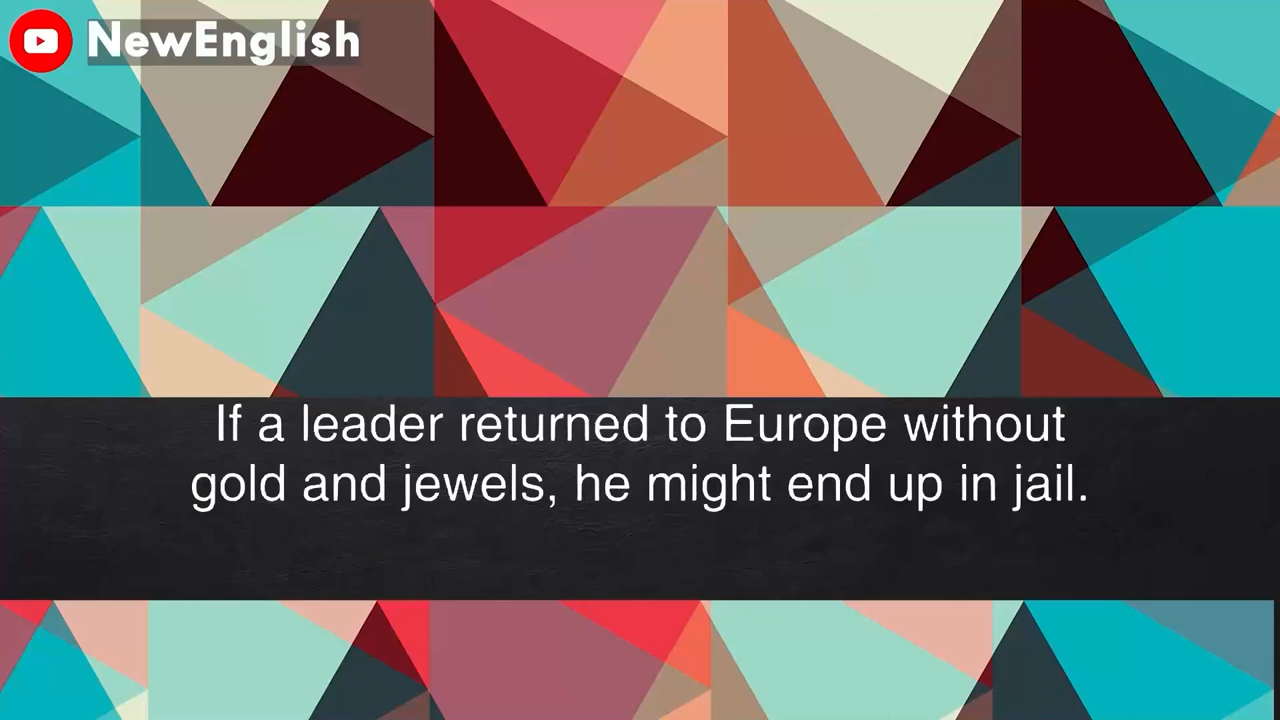 NewEnglish
If a leader returned to Europe without
gold and jewels, he might end up in jail.